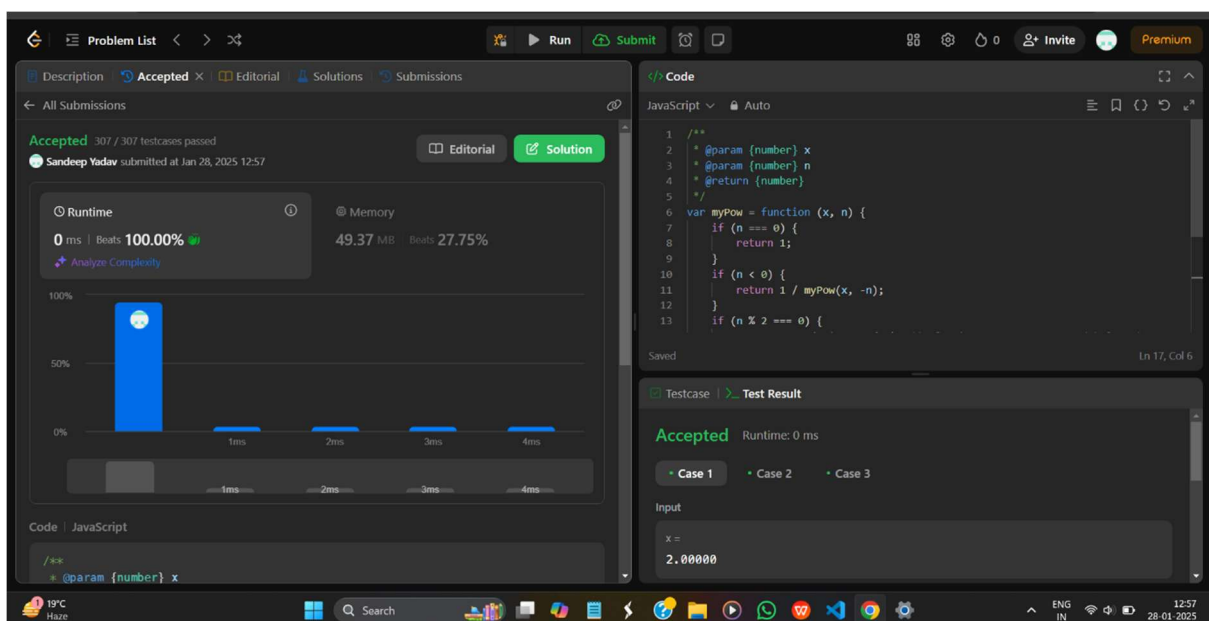 Problem List
Run
Submit
0
Invite
Premium
Description
Accepted
Editorial
Solutions
Submissions
All Submissions
Accepted 307 / 307 testcases passed
Sandeep Yadav submitted at Jan 28, 2025 12:57
Editorial
Solution
Runtime
0 ms | Beats 100.00%
Analyze Complexity
Memory
49.37 MB Beats 27.75%
100%
50%
0%
1ms
2ms
3ms
4ms
1ms
2ms
3ms
4ms
Code | JavaScript
/**
* @param {number} x
</> Code
JavaScript
Auto
1 /**
2 * @param {number} x
3 * @param {number} n
4 * @return {number}
5 */
6 var myPow = function (x, n) {
7 if (n === 0) {
8 return 1;
9 }
10 if (n < 0) {
11 return 1 / myPow(x, -n);
12 }
13 if (n % 2 === 0) {
Saved
Ln 17, Col 6
Testcase
>_ Test Result
Accepted Runtime: 0 ms
Case 1
Case 2
Case 3
Input
x =
2.00000
1
19°C
Haze
Search
ENG
IN
12:57
28-01-2025